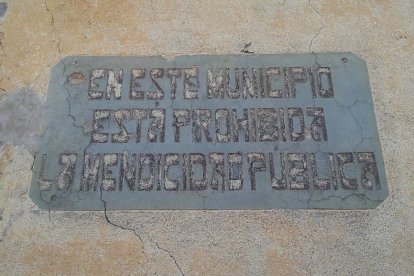 EN ESTE MUNICIPIO
ESTÁ PROHIBIDA
LA MENDICIDAD PÚBLICA